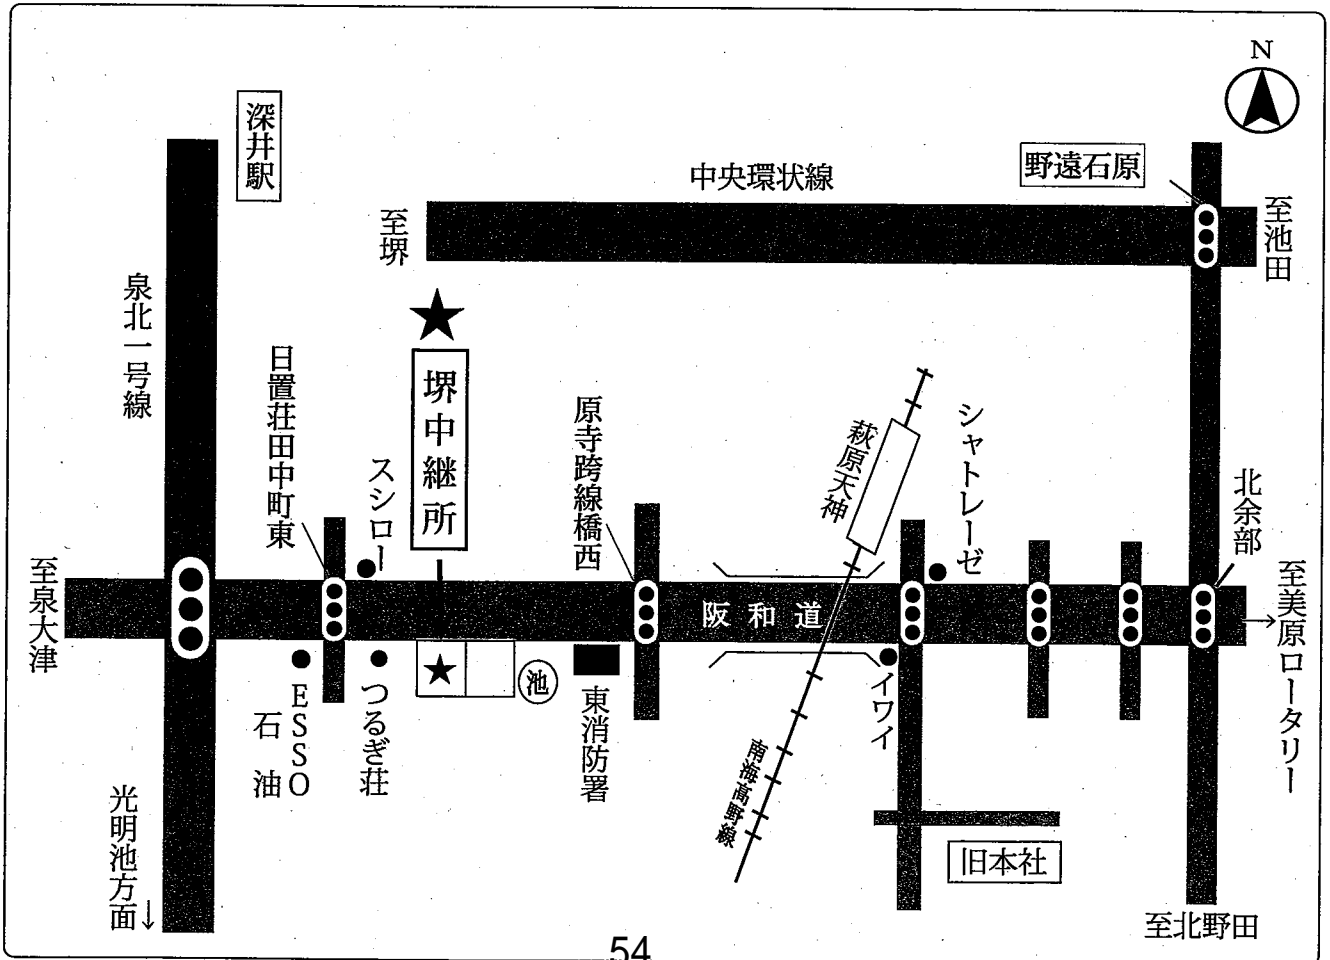 N
深井駅
中央環状線
野遠石原
至堺
至池田
泉北一号線
日置荘田中町東
スシロー
堺中継所
原寺跨線橋西
萩原天神
シャトレーゼ
北余部
至泉大津
阪和道
至美原ロータリー
ESSO
石油
つるぎ荘
池
東消防署
イワイ
南海高野線
光明池方面
旧本社
至北野田
54